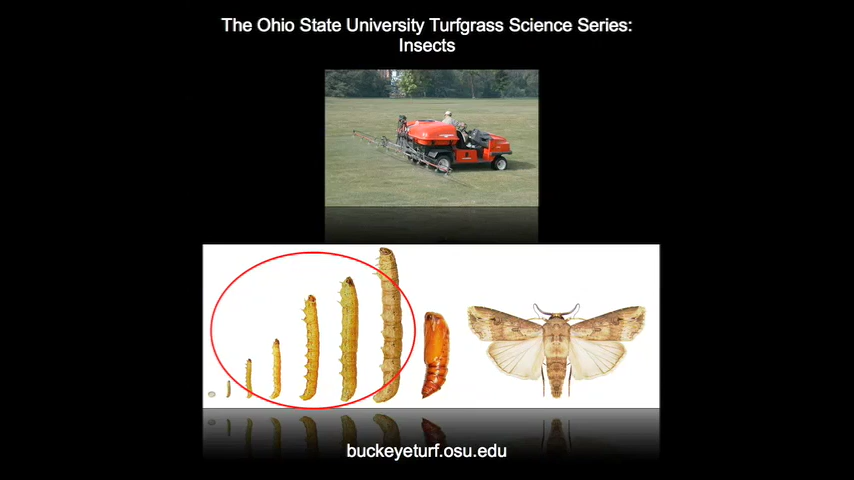 The Ohio State University Turfgrass Science Series:
Insects
buckeyeturf.osu.edu